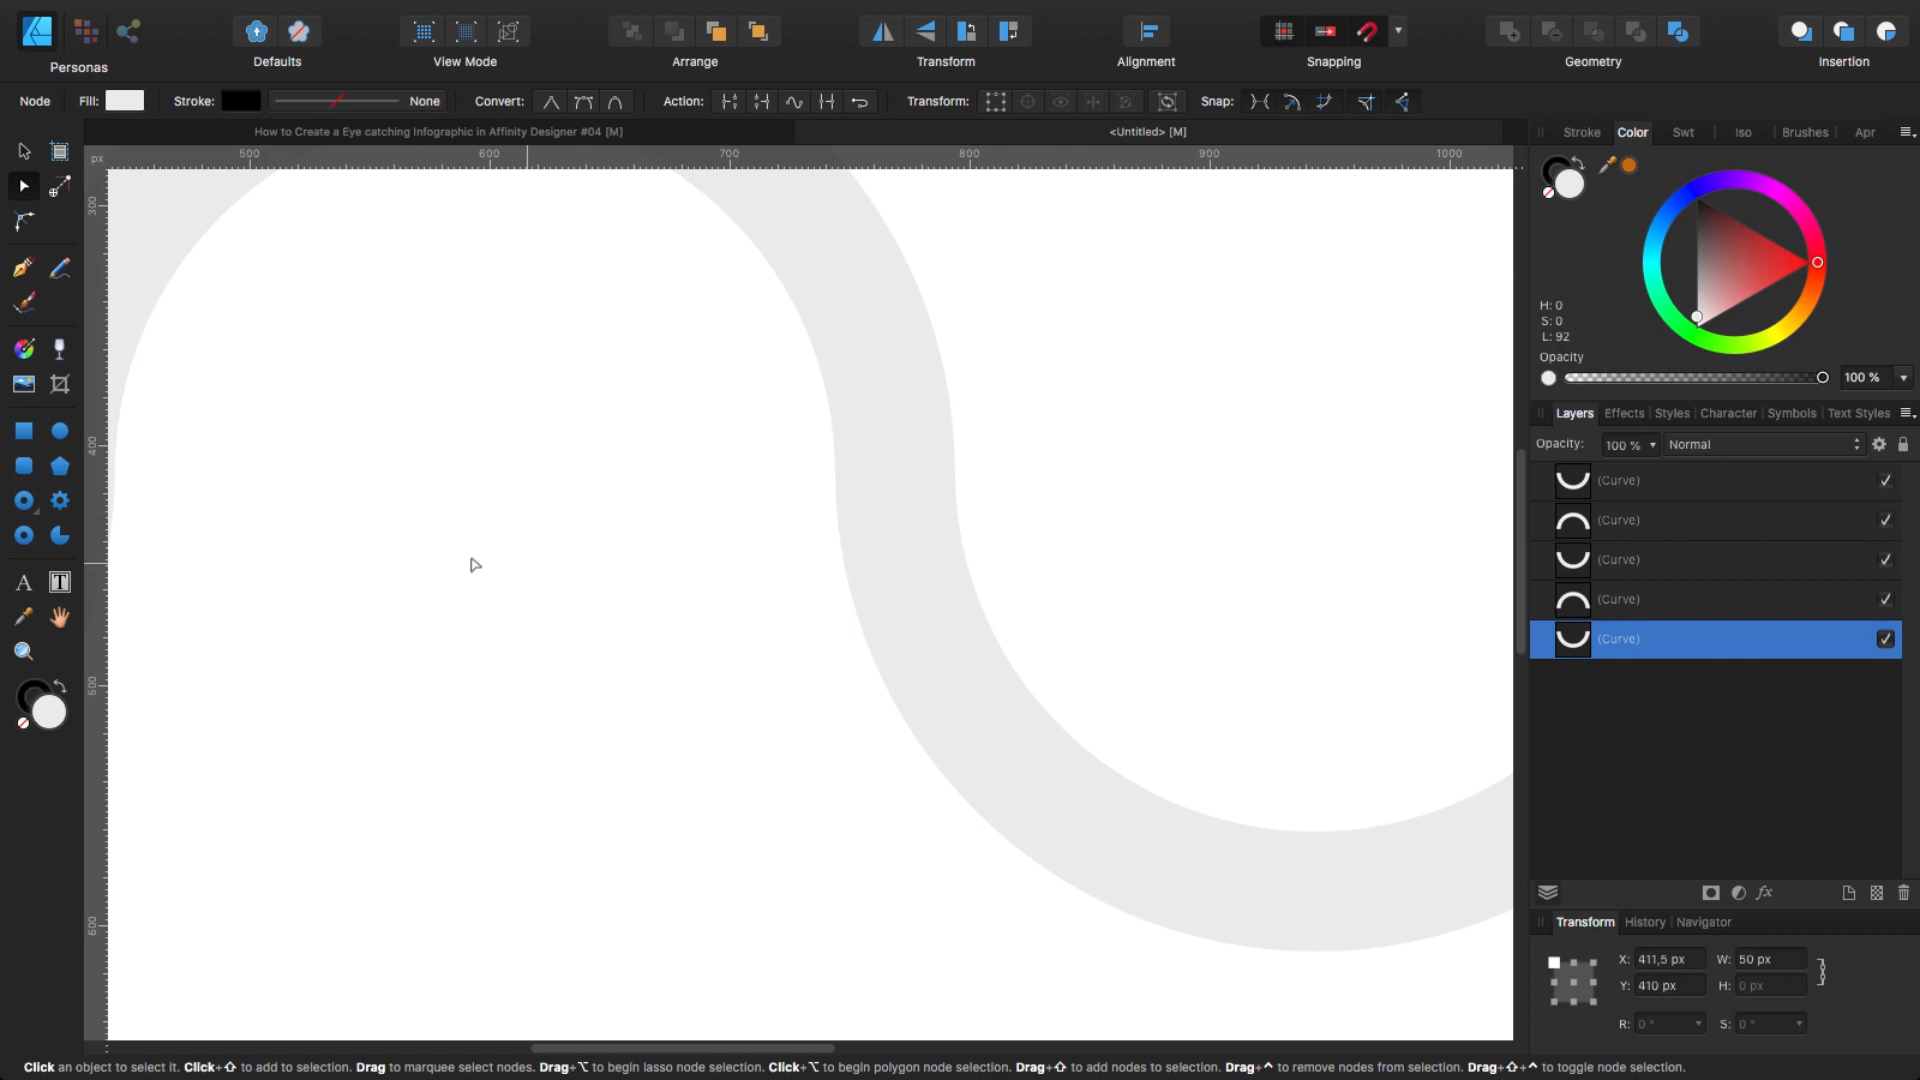 Personas
Defaults
View Mode
Arrange
Transform
Alignment
Snapping
Geometry
Insertion
Node
Fill:
Stroke:
None
Convert:
Action:
Transform:
Snap:
How to Create a Eye catching Infographic in Affinity Designer #04 [M]
<Untitled> [M]
px
500
600
700
800
900
1000
300
400
500
600
A
T
Stroke
Color
Swt
Iso
Brushes
Apr
H: 0
S: 0
L: 92
Opacity
100 %
Layers
Effects
Styles
Character
Symbols
Text Styles
Opacity:
100 %
Normal
(Curve)
(Curve)
(Curve)
(Curve)
(Curve)
fx
Transform
History
Navigator
X: 411,5 px
W: 50 px
Y: 410 px
H: 0 px
R: 0 °
S: 0 °
Click an object to select it. Click+⇧ to add to selection. Drag to marquee select nodes. Drag+⌥ to begin lasso node selection. Click+⌥ to begin polygon node selection. Drag+⇧ to add nodes to selection. Drag+^ to remove nodes from selection. Drag+⇧+^ to toggle node selection.